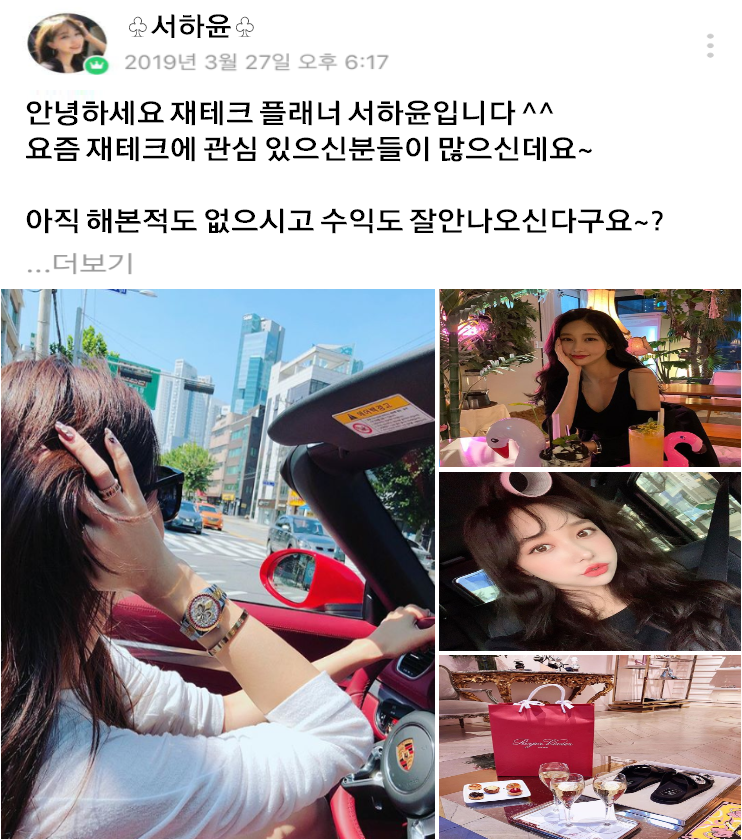 ♧서하윤♧
2019년 3월 27일 오후 6:17
안녕하세요 재테크 플래너 서하윤입니다 ^^
요즘 재테크에 관심 있으신분들이 많으신데요~
아직 해본적도 없으시고 수익도 잘안나오신다구요~?
...더보기